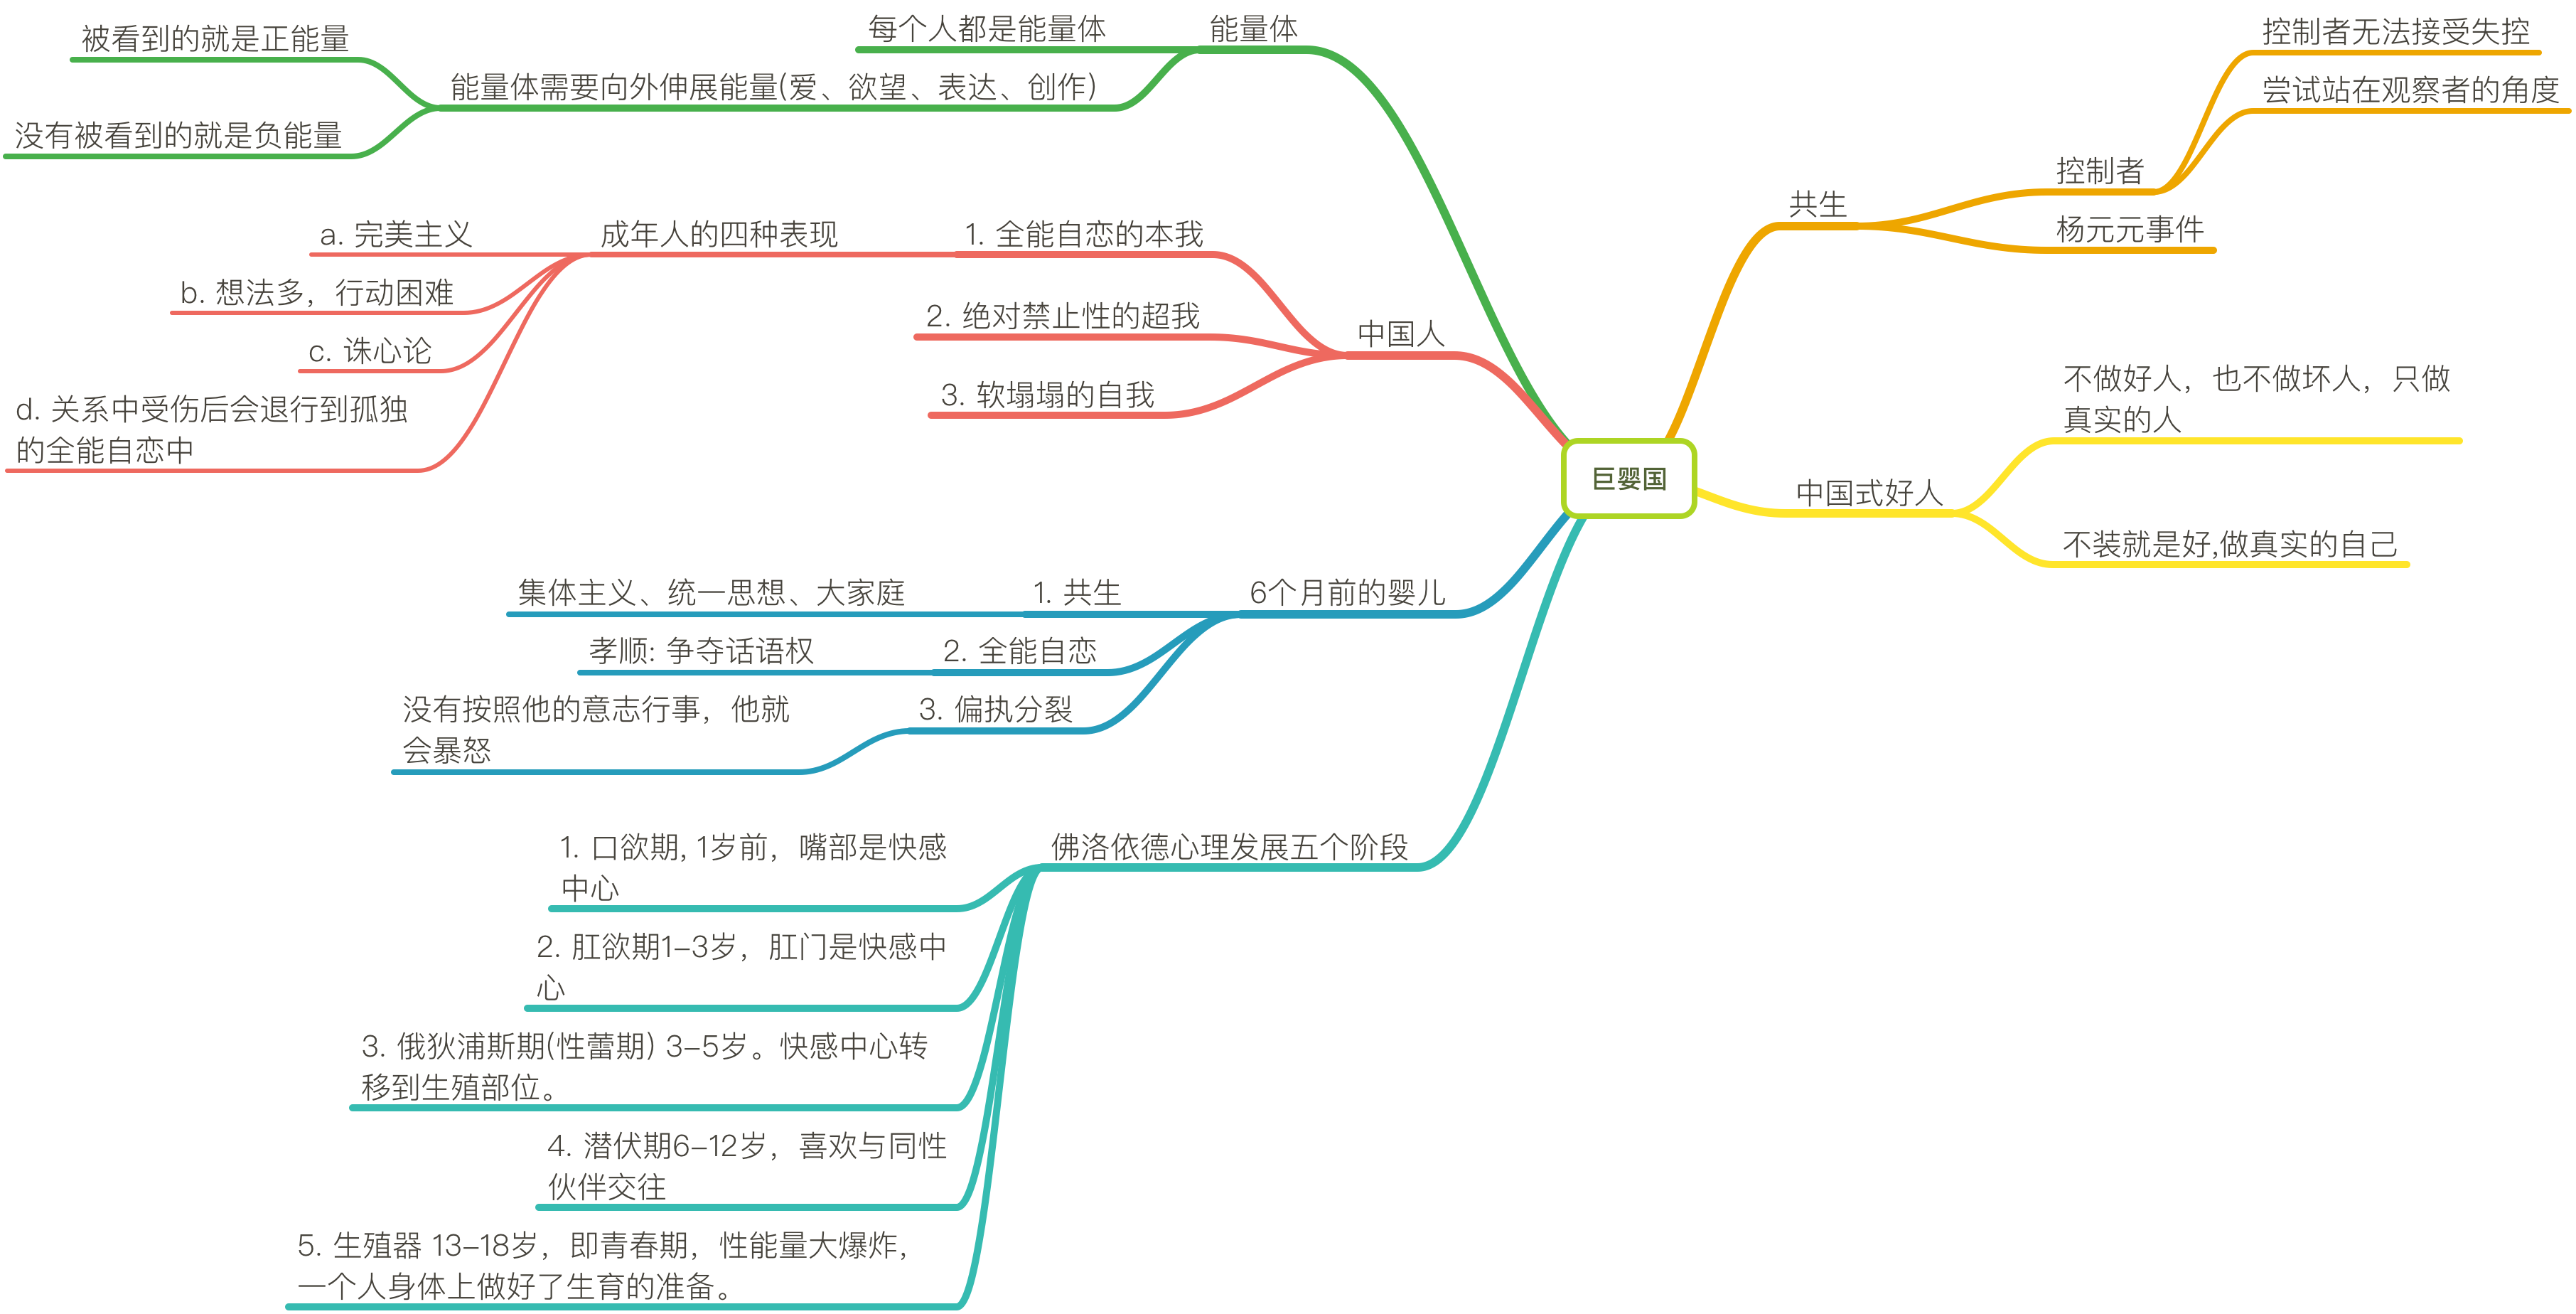 巨婴国
能量体
每个人都是能量体
能量体需要向外伸展能量(爱、欲望、表达、创作)
被看到的就是正能量
没有被看到的就是负能量
中国人
1. 全能自恋的本我
成年人的四种表现
a. 完美主义
b. 想法多，行动困难
c. 诛心论
d. 关系中受伤后会退行到孤独
的全能自恋中
2. 绝对禁止性的超我
3. 软塌塌的自我
6个月前的婴儿
1. 共生
集体主义、统一思想、大家庭
2. 全能自恋
孝顺: 争夺话语权
3. 偏执分裂
没有按照他的意志行事，他就
会暴怒
佛洛依德心理发展五个阶段
1. 口欲期, 1岁前，嘴部是快感
中心
2. 肛欲期1-3岁，肛门是快感中
心
3. 俄狄浦斯期(性蕾期) 3-5岁。快感中心转
移到生殖部位。
4. 潜伏期6-12岁，喜欢与同性
伙伴交往
5. 生殖器 13-18岁，即青春期，性能量大爆炸，
一个人身体上做好了生育的准备。
共生
控制者
控制者无法接受失控
尝试站在观察者的角度
杨元元事件
中国式好人
不做好人，也不做坏人，只做
真实的人
不装就是好,做真实的自己